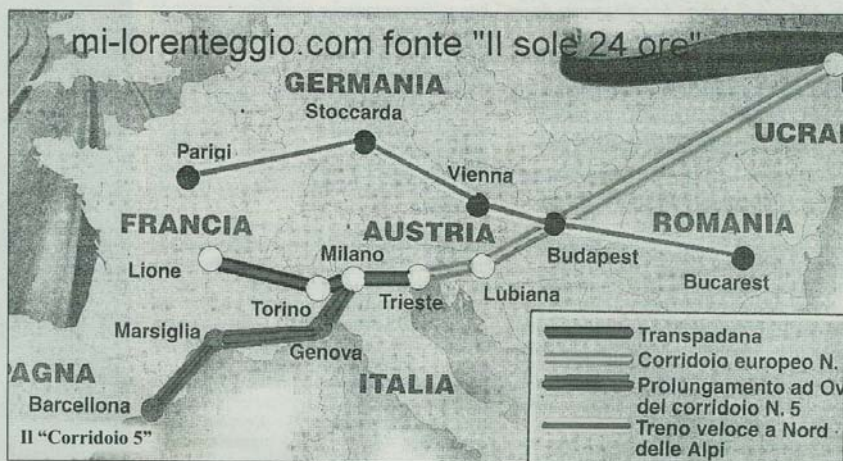 mi-lorenteggio.com fonte "Il sole 24 ore"
GERMANIA
Stoccarda
UCRAI
Parigi
Vienna
FRANCIA
AUSTRIA
ROMANIA
Milano
Budapest
Lione
Lubiana
Bucarest
Torino
Trieste
Marsiglia
Genova
PAGNA
ITALIA
Barcellona
Il "Corridoio 5"
Transpadana
Corridoio europeo N.
Prolungamento ad Ov
del corridoio N. 5
Treno veloce a Nord
delle Alpi